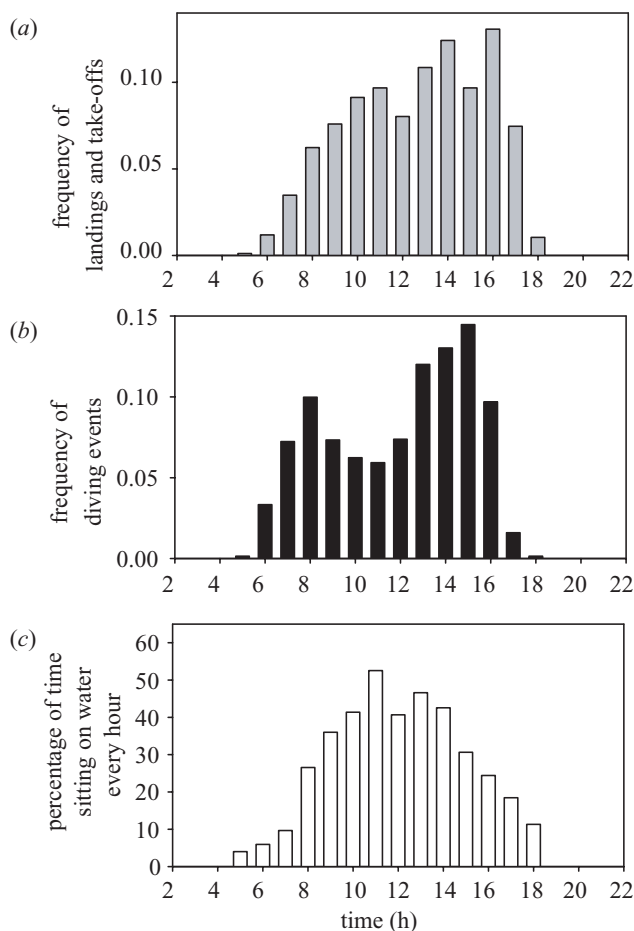 (a)
frequency of
landings and take-offs
0.10
0.05
0.00
2 4 6 8 10 12 14 16 18 20 22
(b)
frequency of
diving events
0.15
0.10
0.05
0.00
2 4 6 8 10 12 14 16 18 20 22
(c)
percentage of time
sitting on water
every hour
60
50
40
30
20
10
0
2 4 6 8 10 12 14 16 18 20 22
time (h)